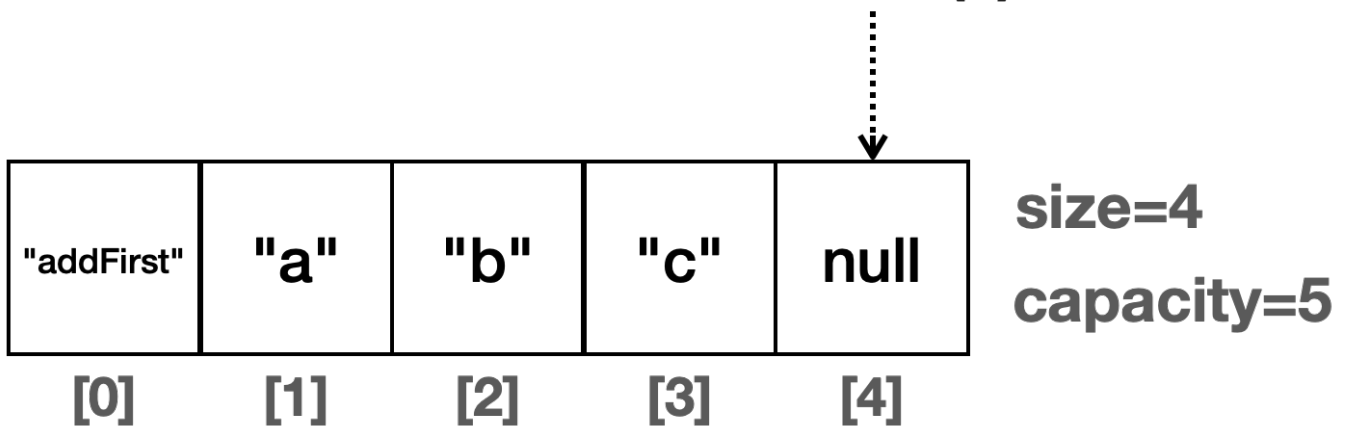 "addFirst" "a" "b" "c" null
size=4
capacity=5
[0] [1] [2] [3] [4]